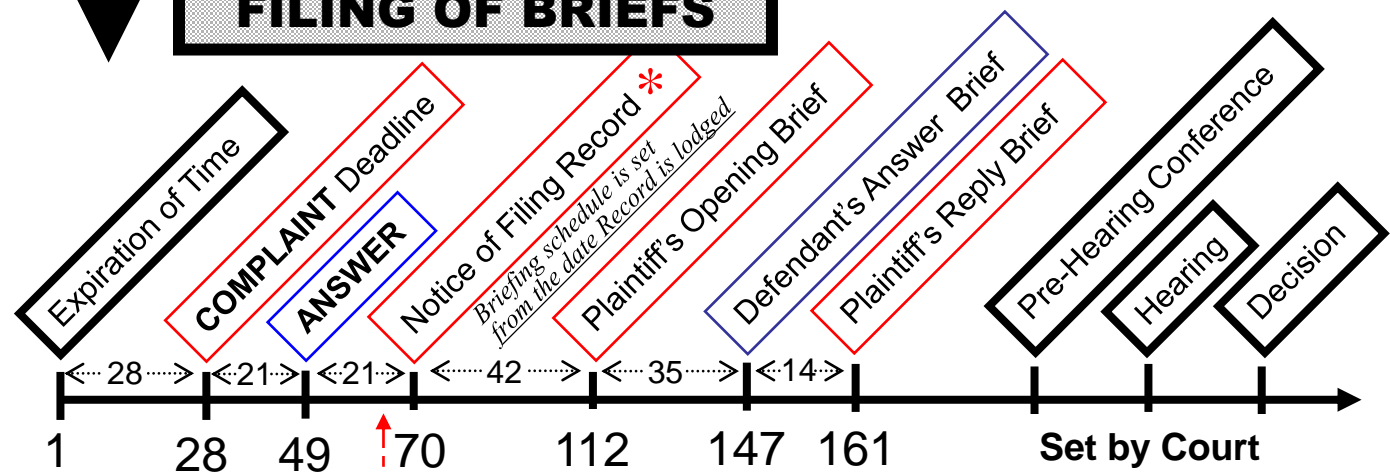 FILING OF BRIEFS
Expiration of Time
COMPLAINT Deadline
ANSWER
Notice of Filing Record *
Briefing schedule is set
from the date Record is lodged
Plaintiff's Opening Brief
Defendant's Answer Brief
Plaintiff's Reply Brief
Pre-Hearing Conference
Hearing
Decision
28 21 21 42 35 14
1 28 49 70 112 147 161 Set by Court